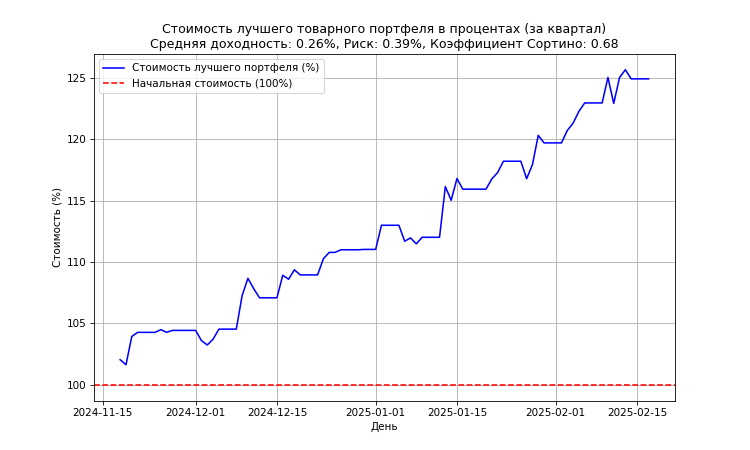 Стоимость лучшего товарного портфеля в процентах (за квартал)
Средняя доходность: 0.26%, Риск: 0.39%, Коэффициент Сортино: 0.68
Стоимость лучшего портфеля (%)
Начальная стоимость (100%)
Стоимость (%)
125
120
115
110
105
100
2024-11-15
2024-12-01
2024-12-15
2025-01-01
2025-01-15
2025-02-01
2025-02-15
День